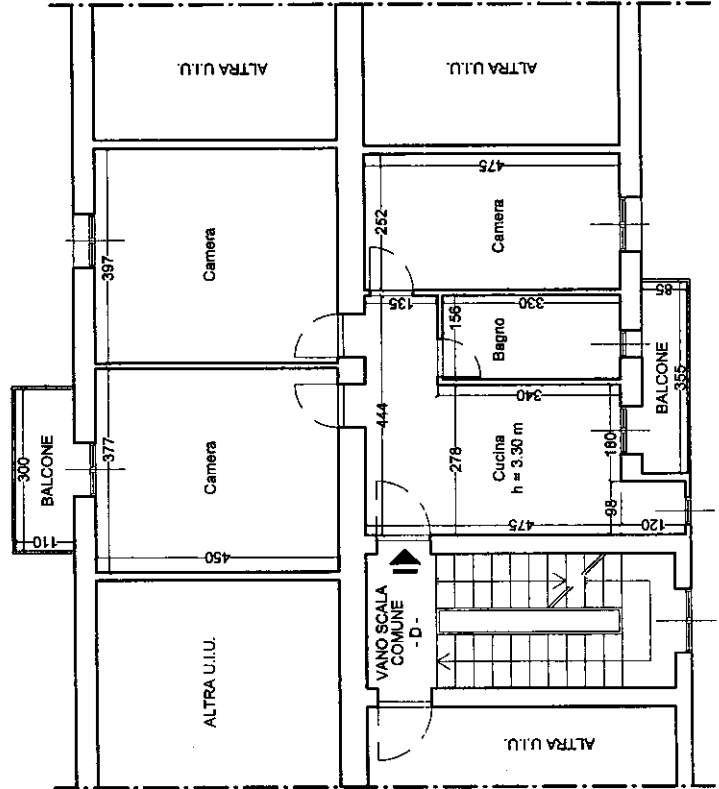 ALTRA U.I.U.
ALTRA U.I.U.
397
Camera
475
252
Camera
135
156
330
Bagno
85
BALCONE
355
300
BALCONE
110
377
Camera
450
444
340
278
Cucina
h = 3.30 m
180
98
475
120
ALTRA U.I.U.
VANO SCALA
COMUNE
- D -
ALTRA U.I.U.